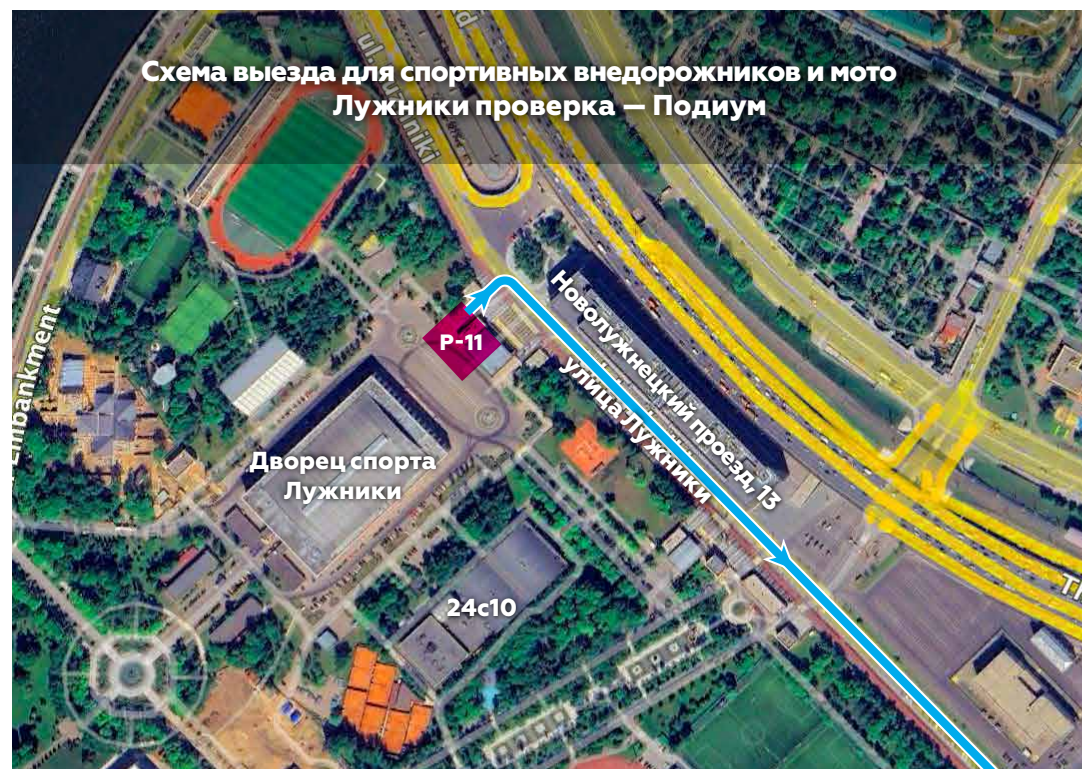 Схема выезда для спортивных внедорожников и мото
Лужники проверка — Подиум
P-11
Новолужнецкий проезд, 13
улица Лужники
Дворец спорта
Лужники
24с10
Embankment